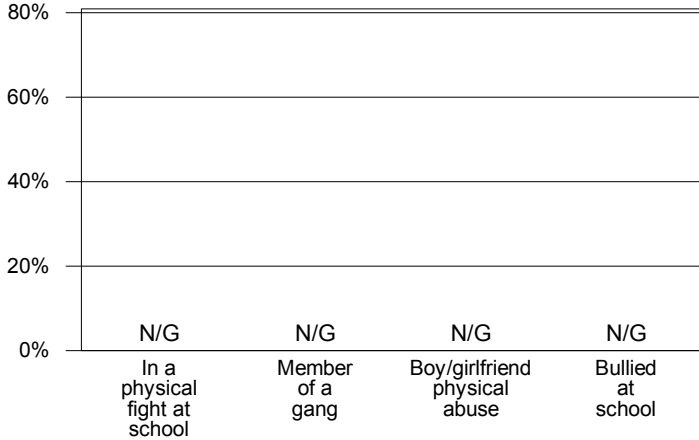 80%
60%
40%
20%
0%
N/G
N/G
N/G
N/G
In a
physical
fight at
school
Member
of a
gang
Boy/girlfriend
physical
abuse
Bullied
at
school